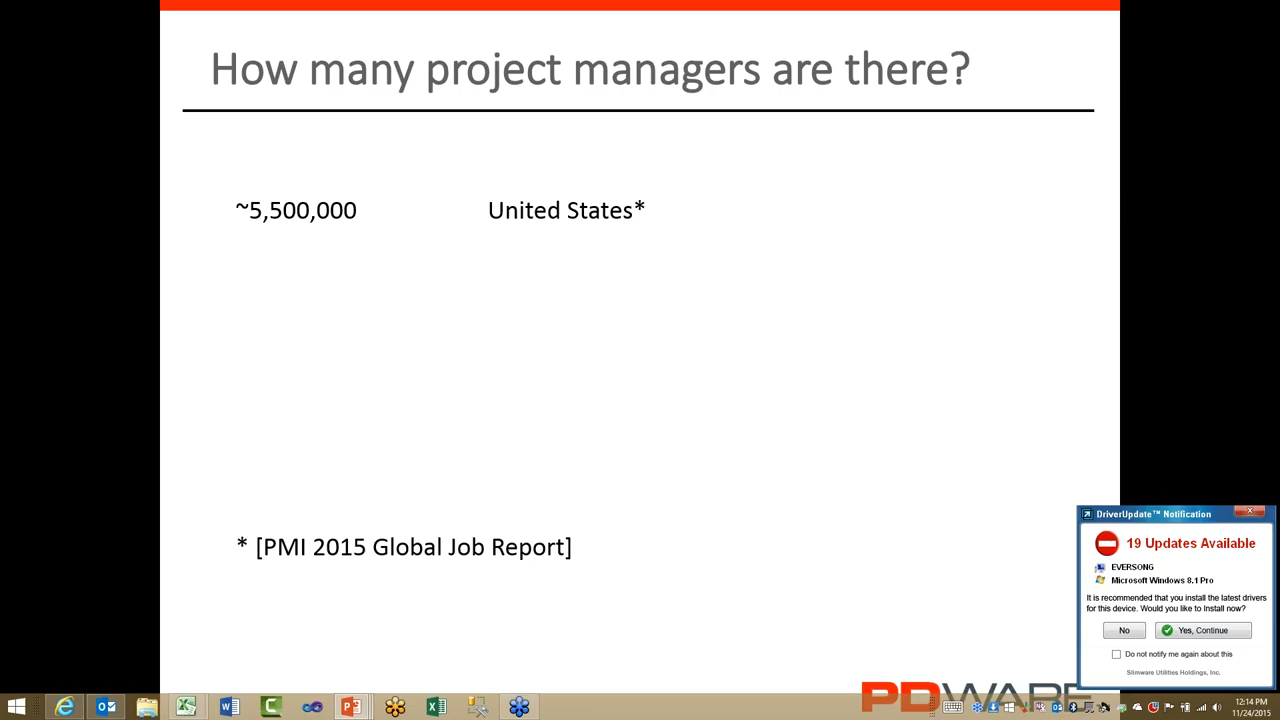 How many project managers are there?
~5,500,000 United States*
* [PMI 2015 Global Job Report]
DriverUpdate™ Notification
19 Updates Available
EVERSONG
Microsoft Windows 8.1 Pro
It is recommended that you install the latest drivers
for this device. Would you like to Install now?
No Yes, Continue
Do not notify me again about this
Slimware Utilities Holdings, Inc.
PDWARE
12:14 PM
11/24/2015